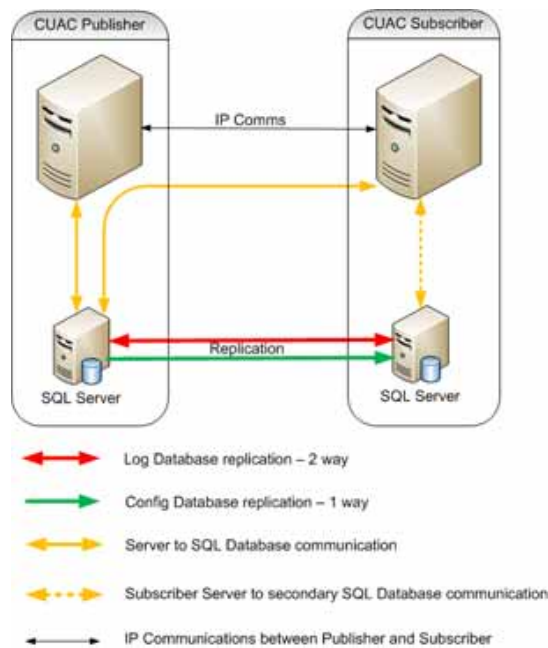 CUAC Publisher
CUAC Subscriber
IP Comms
Replication
SQL Server
SQL Server
Log Database replication – 2 way
Config Database replication – 1 way
Server to SQL Database communication
Subscriber Server to secondary SQL Database communication
IP Communications between Publisher and Subscriber